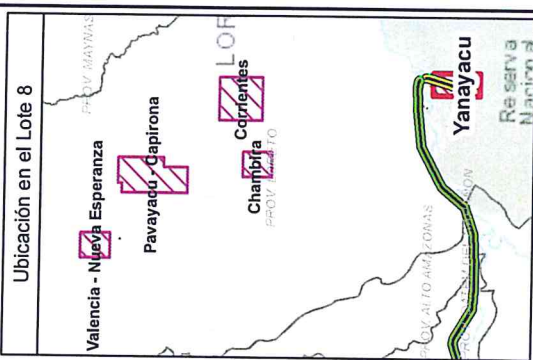 Ubicación en el Lote 8
PROV. MAYNAS
Valencia - Nueva Esperanza
LOR
Pavayacu - Capirona
Corrientes
Chambira
PROV. LORETO
Yanayacu
PROV. ALTO AMAZONAS
Reserva
Nacional